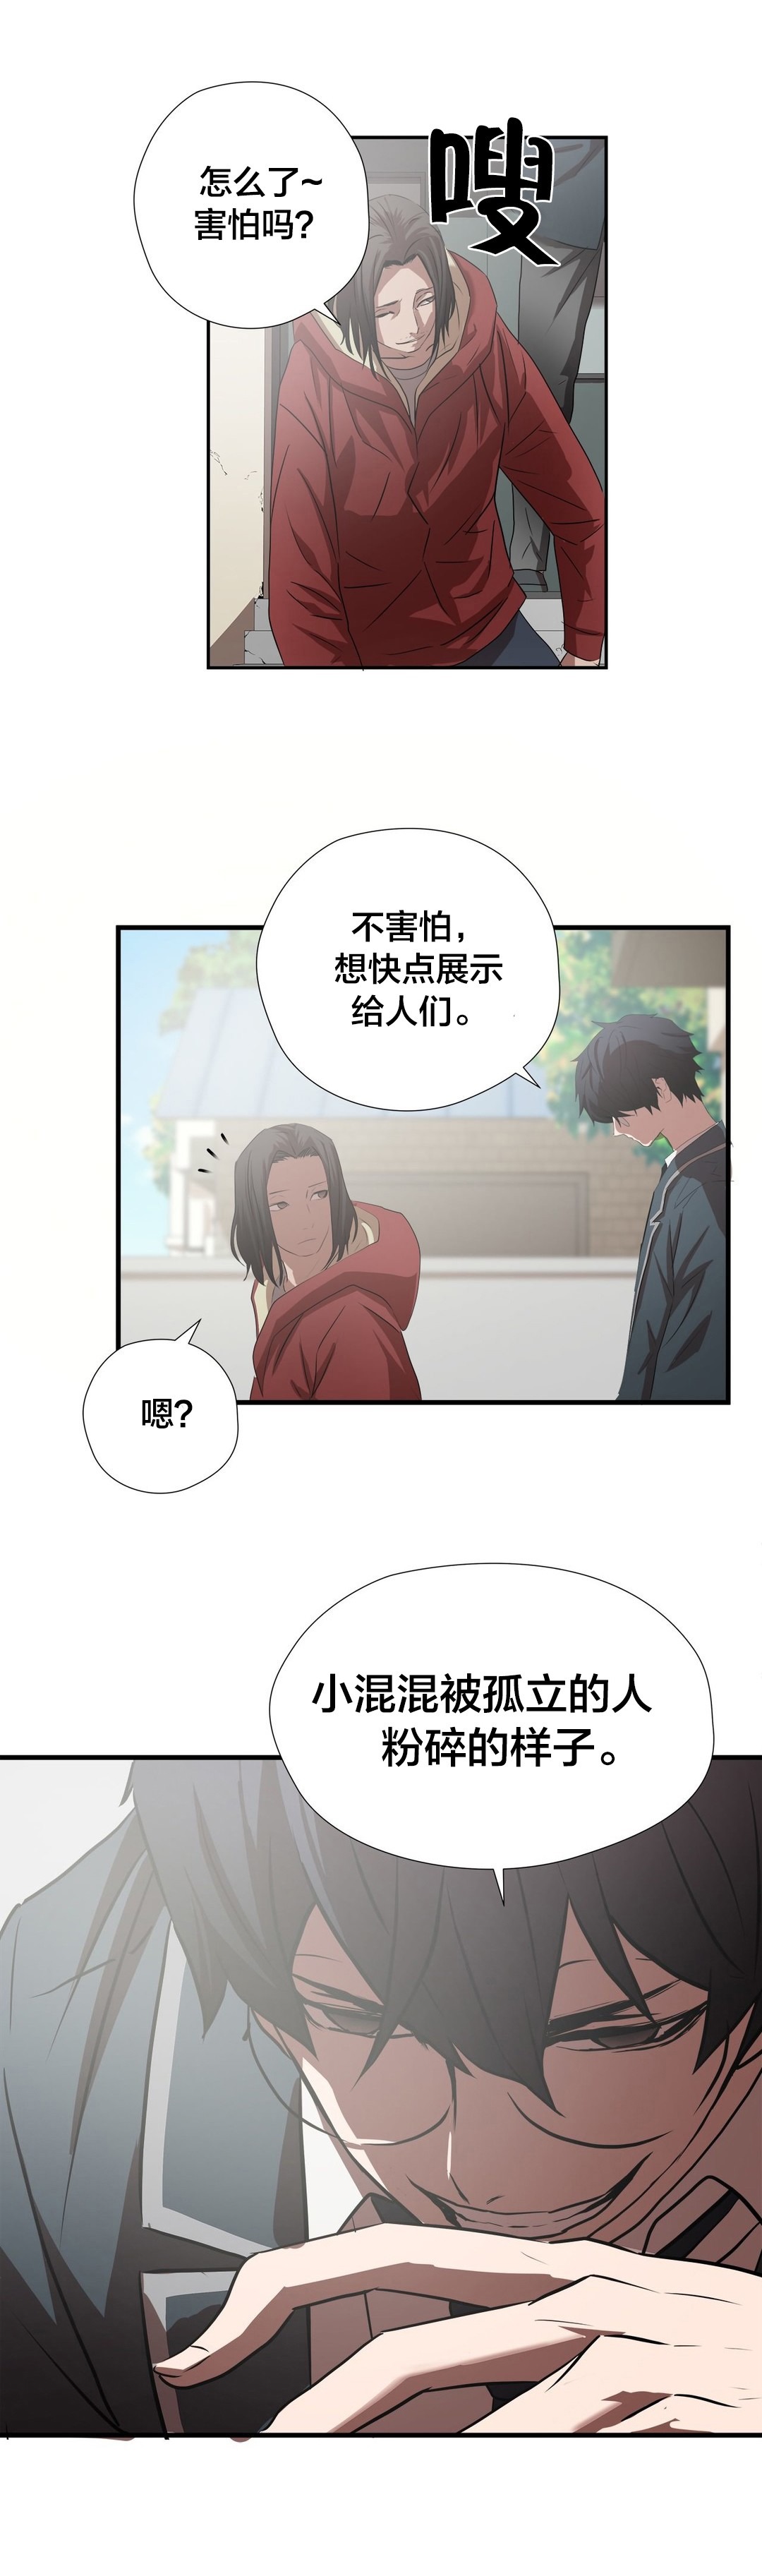 怎么了~
害怕吗？
嗖
不害怕，
想快点展示
给人们。
嗯？
小混混被孤立的人
粉碎的样子。